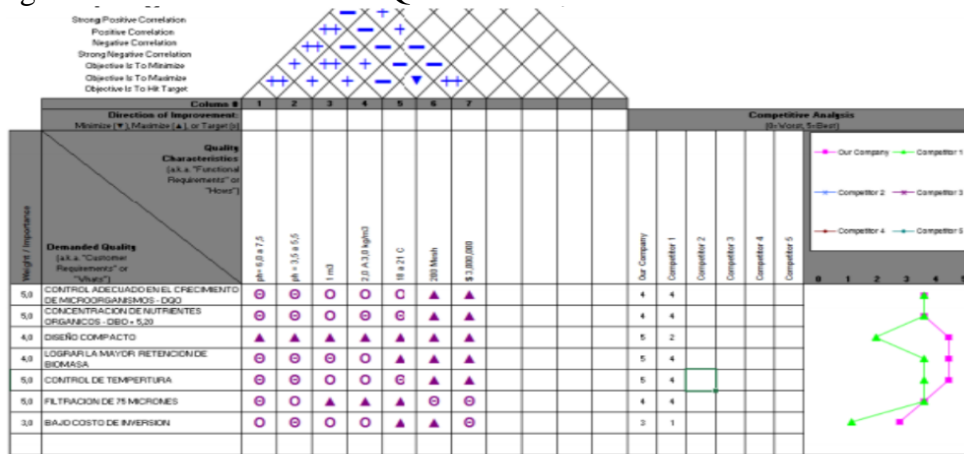 Strong Positive Correlation
Positive Correlation
Negative Correlation
Strong Negative Correlation
Objective Is To Minimize
Objective Is To Maximize
Objective Is To Hit Target
Column # 1 2 3 4 5 6 7
Direction of Improvement:
Minimize (▼), Maximize (▲), or Target (x)
Competitive Analysis
(0=Worst, 5=Best)
Weight / Importance
Quality
Characteristics
(a.k.a. "Functional
Requirements" or
"Hows")
Demanded Quality
(a.k.a. "Customer
Requirements" or
"Whats")
ph= 6,0 a 7,5
ph = 3,5 a 5,5
1 m3
2,0 A 3,0 kg/m3
18 a 21 C
200 Mesh
$ 3,000,000
Our Company
Competitor 1
Competitor 2
Competitor 3
Competitor 4
Competitor 5
Our Company Competitor 1
Competitor 2 Competitor 3
Competitor 4 Competitor 5
0 1 2 3 4 5
5,0 CONTROL ADECUADO EN EL CRECIMIENTO 4 4
DE MICROORGANISMOS - DQO
5,0 CONCENTRACION DE NUTRIENTES 4 4
ORGANICOS - DBO = 5,20
4,0 DISEÑO COMPACTO 5 2
4,0 LOGRAR LA MAYOR RETENCION DE 5 4
BIOMASA
5,0 CONTROL DE TEMPERTURA 5 4
5,0 FILTRACION DE 75 MICRONES 4 4
3,0 BAJO COSTO DE INVERSION 3 1